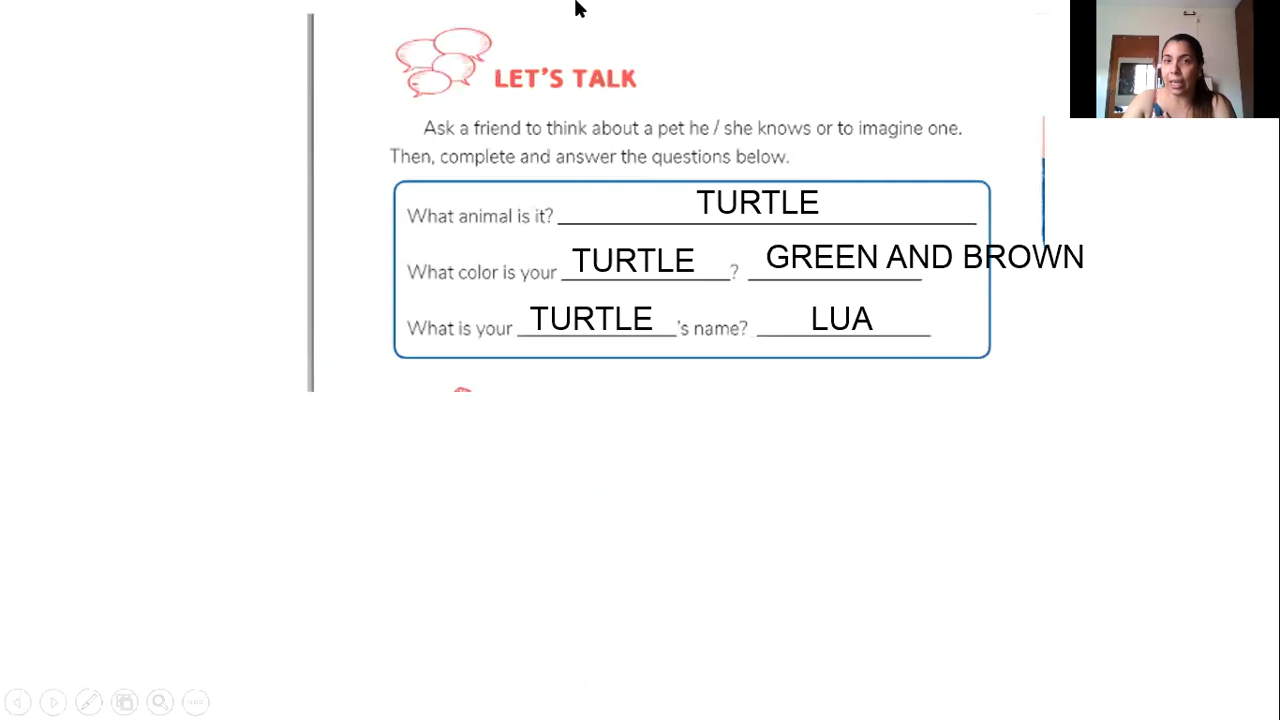 LET'S TALK
Ask a friend to think about a pet he / she knows or to imagine one.
Then, complete and answer the questions below.
What animal is it? TURTLE
What color is your TURTLE ? GREEN AND BROWN
What is your TURTLE 's name? LUA